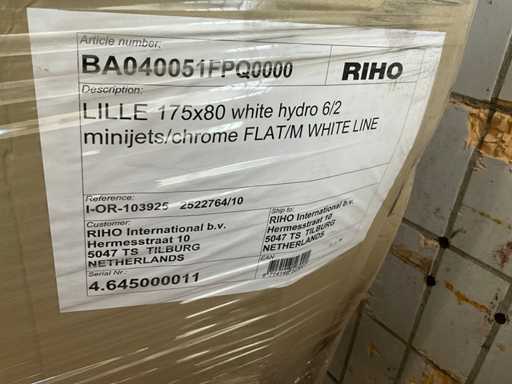 Article number:
BA040051FPQ0000
RIHO
Description:
LILLE 175x80 white hydro 6/2
minijets/chrome FLAT/M WHITE LINE
Reference:
I-OR-103925 2522764/10
Customer:
RIHO International b.v.
Hermesstraat 10
5047 TS TILBURG
NETHERLANDS
Ship to:
RIHO International b.v.
Hermesstraat 10
5047 TS TILBURG
NETHERLANDS
Serial Nr.
4.645000011
EAN